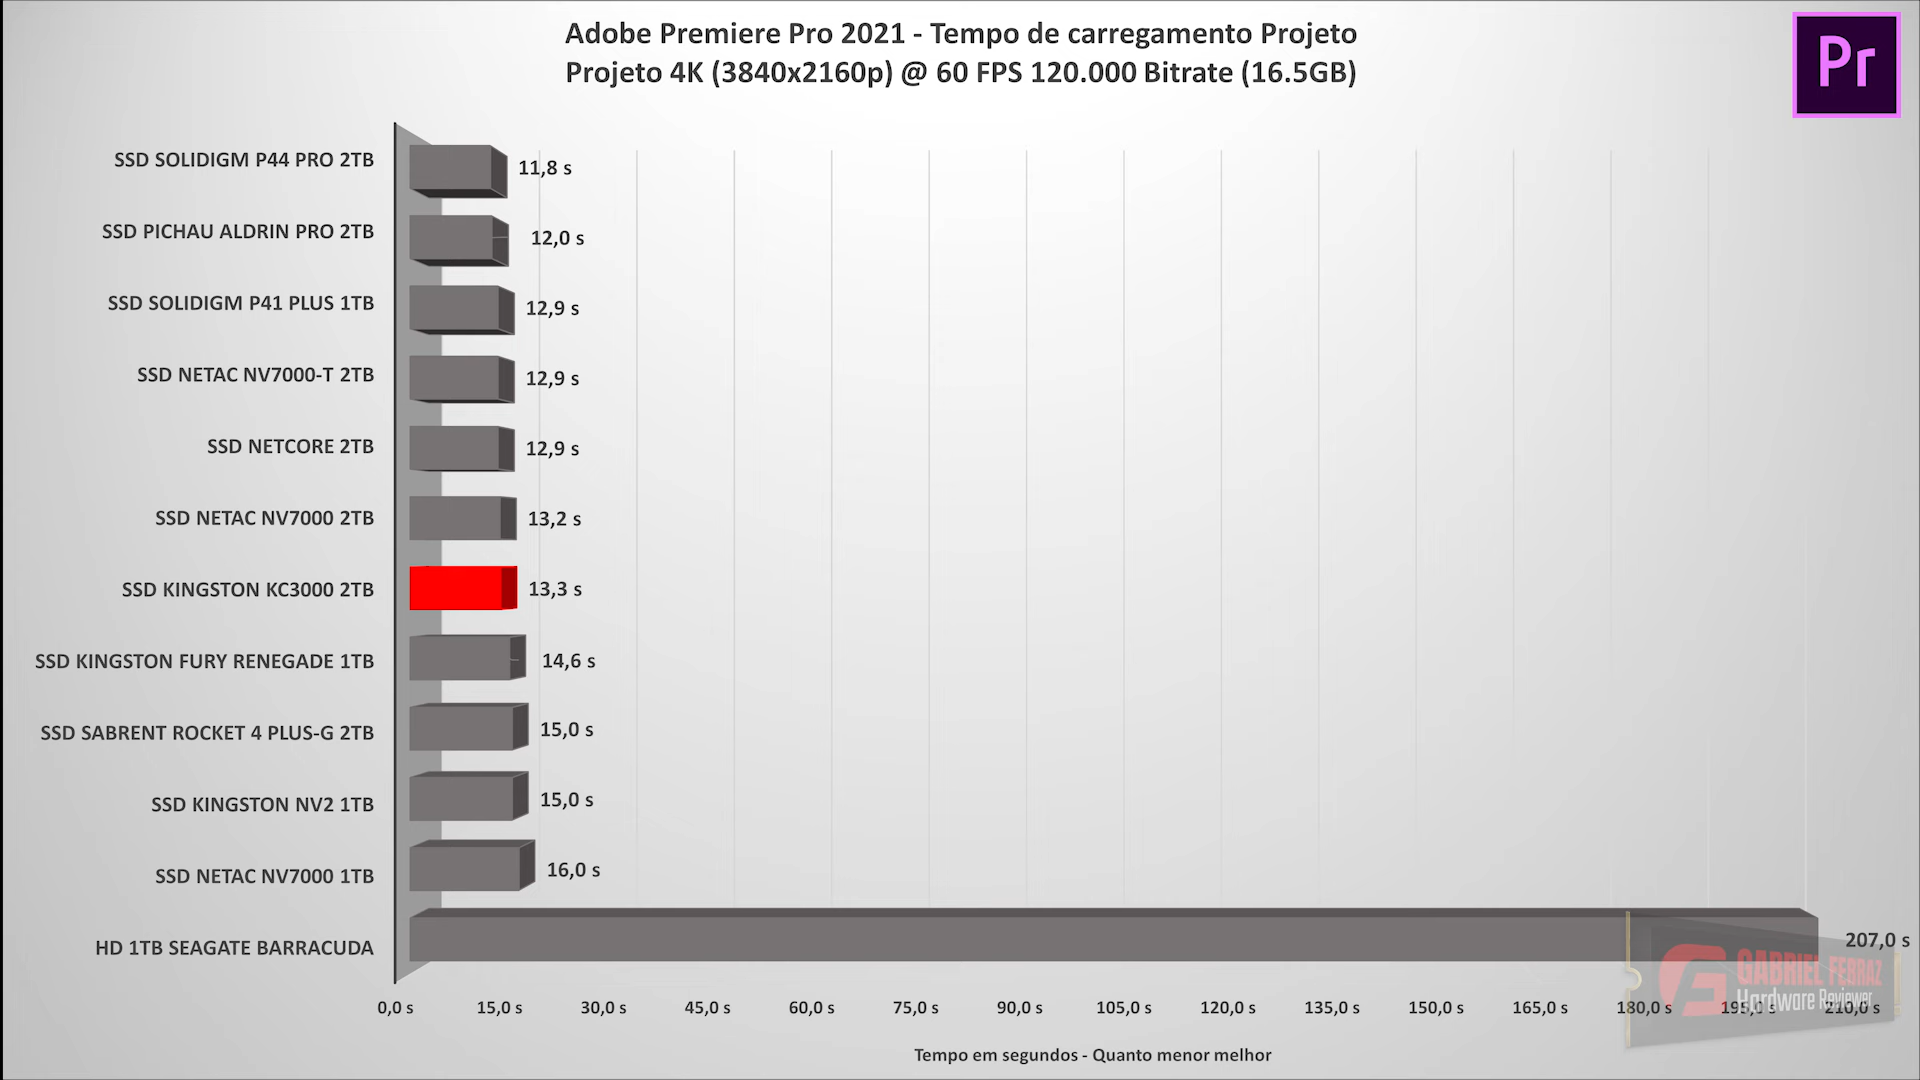 Adobe Premiere Pro 2021 - Tempo de carregamento Projeto
Projeto 4K (3840x2160p) @ 60 FPS 120.000 Bitrate (16.5GB)
Pr
SSD SOLIDIGM P44 PRO 2TB 11,8 s
SSD PICHAU ALDRIN PRO 2TB 12,0 s
SSD SOLIDIGM P41 PLUS 1TB 12,9 s
SSD NETAC NV7000-T 2TB 12,9 s
SSD NETCORE 2TB 12,9 s
SSD NETAC NV7000 2TB 13,2 s
SSD KINGSTON KC3000 2TB 13,3 s
SSD KINGSTON FURY RENEGADE 1TB 14,6 s
SSD SABRENT ROCKET 4 PLUS-G 2TB 15,0 s
SSD KINGSTON NV2 1TB 15,0 s
SSD NETAC NV7000 1TB 16,0 s
HD 1TB SEAGATE BARRACUDA 207,0 s
GABRIEL FERRAZ
Hardware Reviewer
0,0 s 15,0 s 30,0 s 45,0 s 60,0 s 75,0 s 90,0 s 105,0 s 120,0 s 135,0 s 150,0 s 165,0 s 180,0 s 195,0 s 210,0 s
Tempo em segundos - Quanto menor melhor